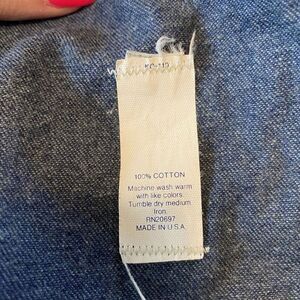 100% COTTON
Machine wash warm
with like colors.
Tumble dry medium
Iron.
RN20697
MADE IN U.S.A.